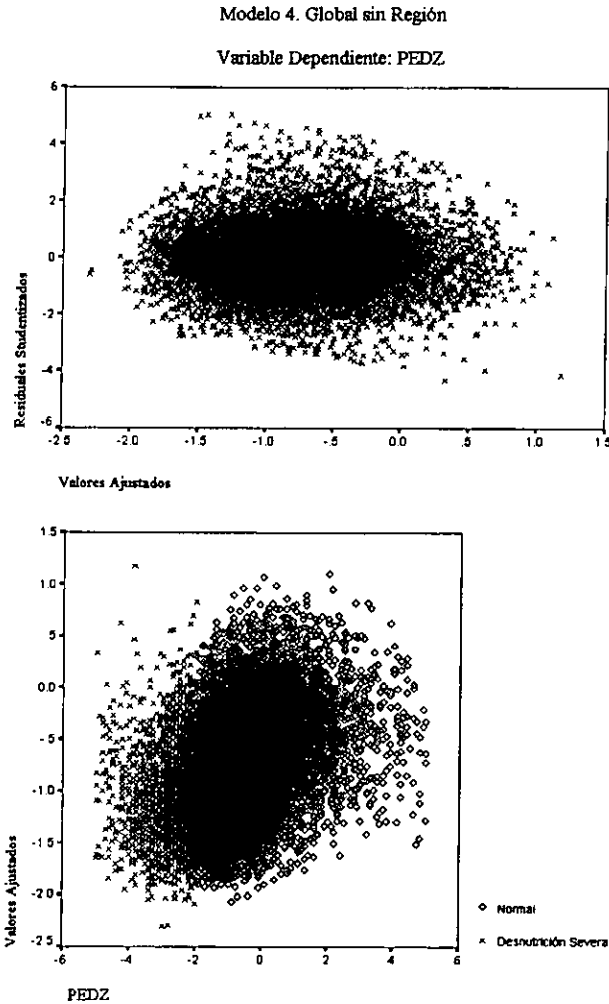 Modelo 4. Global sin Región
Variable Dependiente: PEDZ
6
4
2
0
-2
-4
-6
Residuales Studentizados
-2.5 -2.0 -1.5 -1.0 -.5 0.0 .5 1.0 1.5
Valores Ajustados
1.5
1.0
.5
0.0
-.5
-1.0
-1.5
-2.0
-2.5
Valores Ajustados
-6 -4 -2 0 2 4 6
PEDZ
Normal
Desnutrición Severa